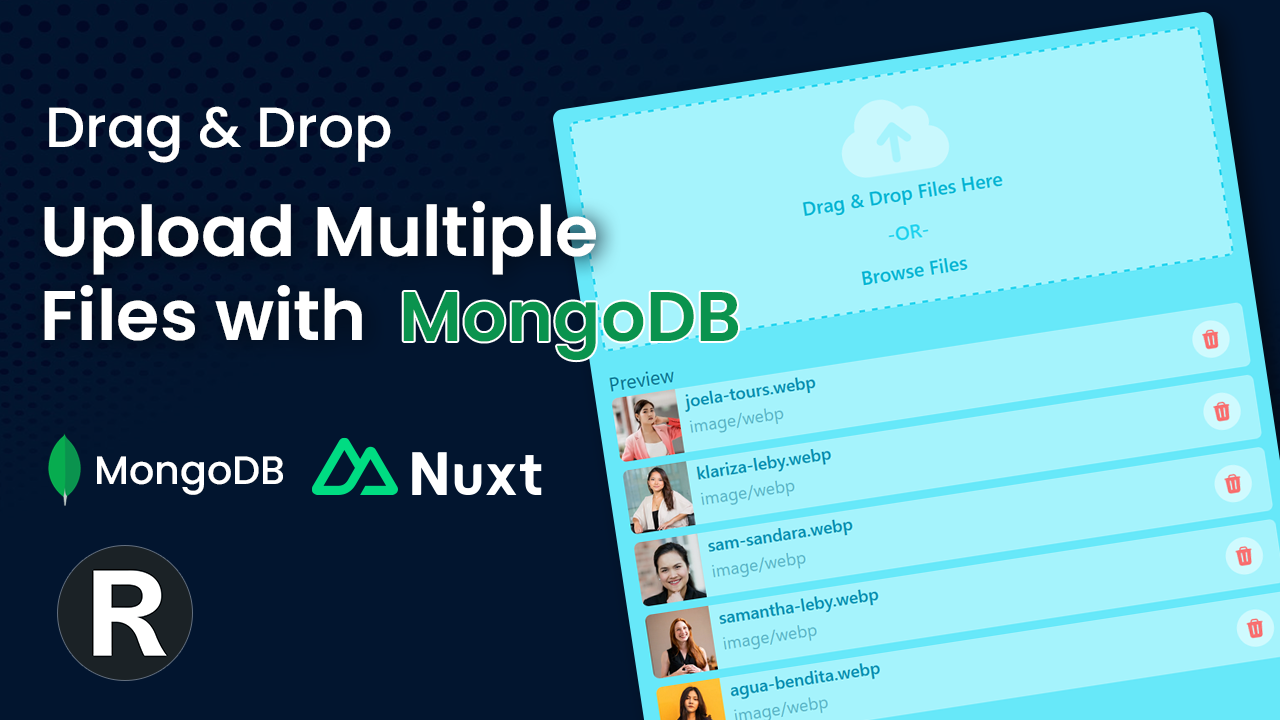 Drag & Drop
Upload Multiple
Files with MongoDB
MongoDB
Nuxt
R
Drag & Drop Files Here
-OR-
Browse Files
Preview
joela-tours.webp
image/webp
klariza-leby.webp
image/webp
sam-sandara.webp
image/webp
samantha-leby.webp
image/webp
agua-bendita.webp
image/webp